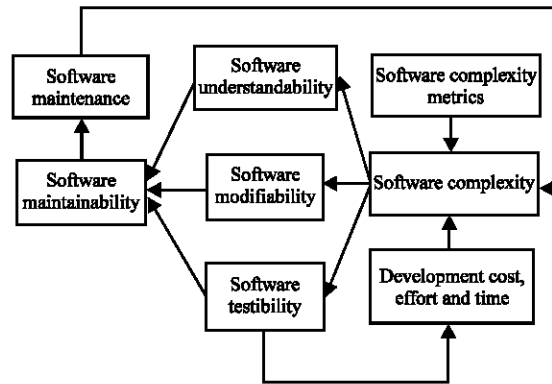 Software
maintenance
Software
understandability
Software complexity
metrics
Software
maintainability
Software
modifiability
Software complexity
Software
testibility
Development cost,
effort and time